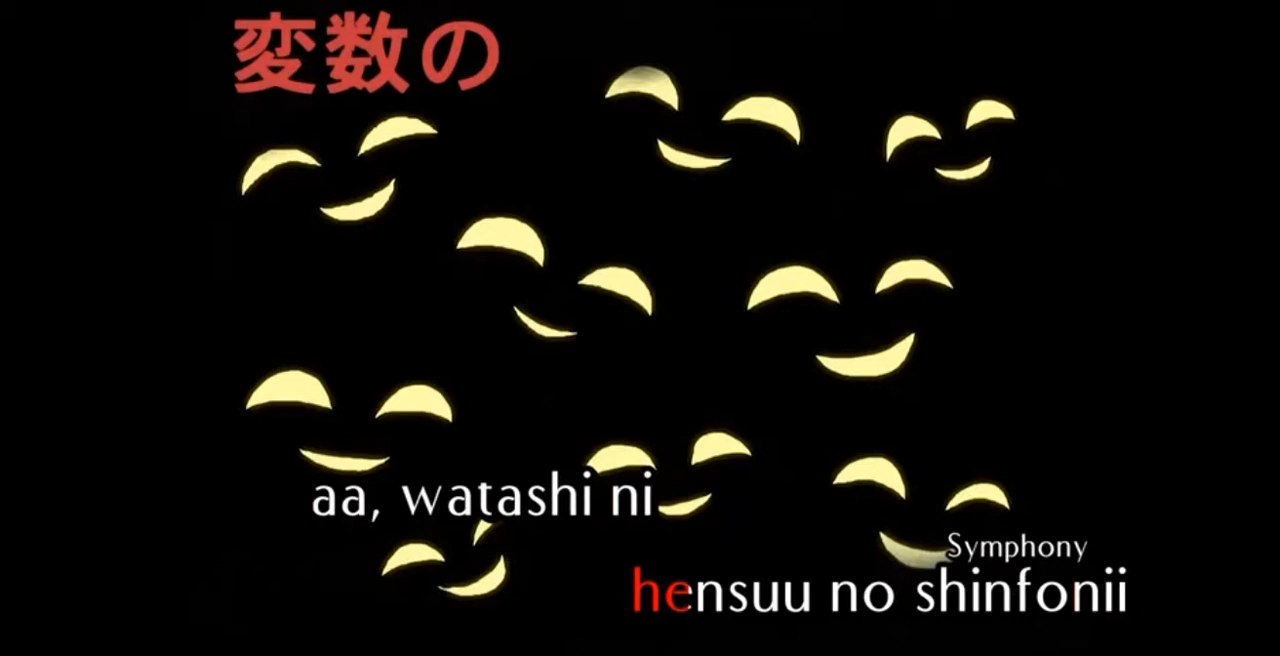 変数の
aa, watashi ni
Symphony
hensuu no shinfonii